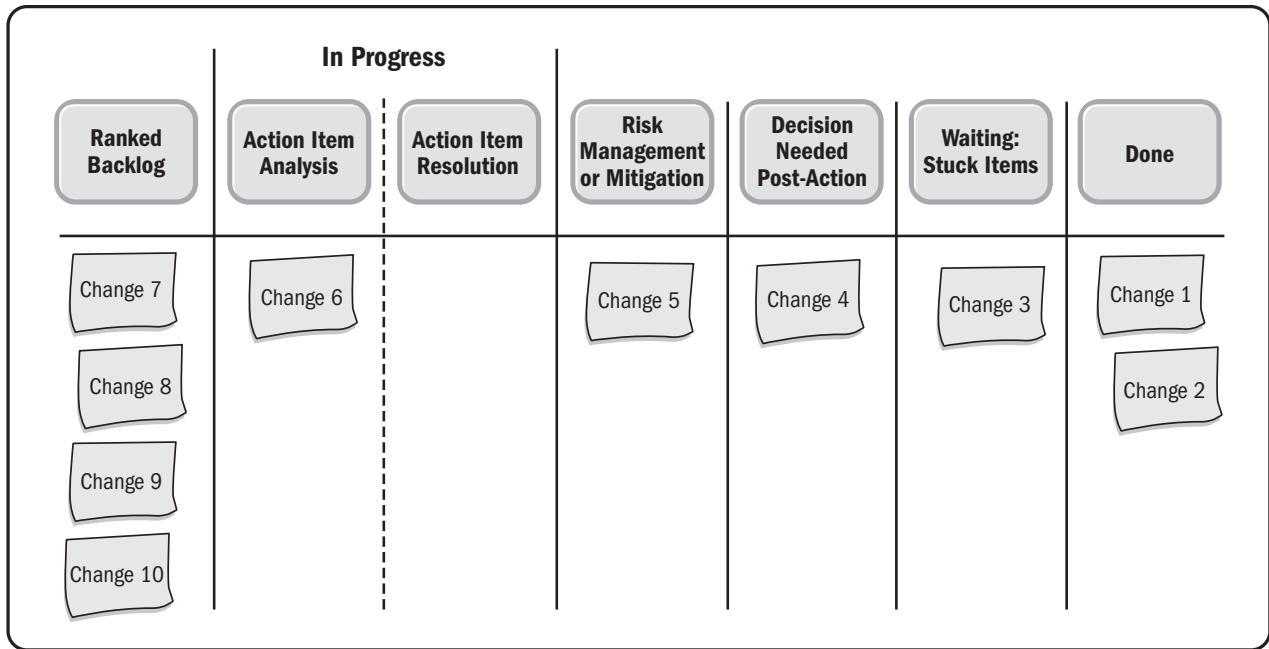 In Progress
Ranked
Backlog
Action Item
Analysis
Action Item
Resolution
Risk
Management
or Mitigation
Decision
Needed
Post-Action
Waiting:
Stuck Items
Done
Change 7
Change 6
Change 5
Change 4
Change 3
Change 1
Change 8
Change 2
Change 9
Change 10